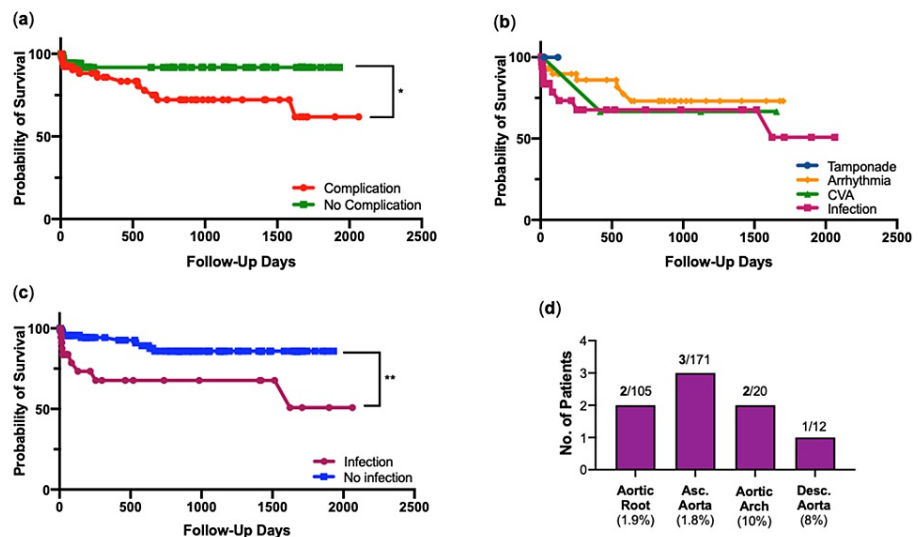 (a)
100
50
0
Probability of Survival
0 500 1000 1500 2000 2500
Follow-Up Days
Complication
No Complication
*
(b)
100
50
0
Probability of Survival
0 500 1000 1500 2000 2500
Follow-Up Days
Tamponade
Arrhythmia
CVA
Infection
(c)
100
50
0
Probability of Survival
0 500 1000 1500 2000 2500
Follow-Up Days
Infection
No infection
**
(d)
4
3
2
1
0
No. of Patients
2/105
3/171
2/20
1/12
Aortic
Root
(1.9%)
Asc.
Aorta
(1.8%)
Aortic
Arch
(10%)
Desc.
Aorta
(8%)